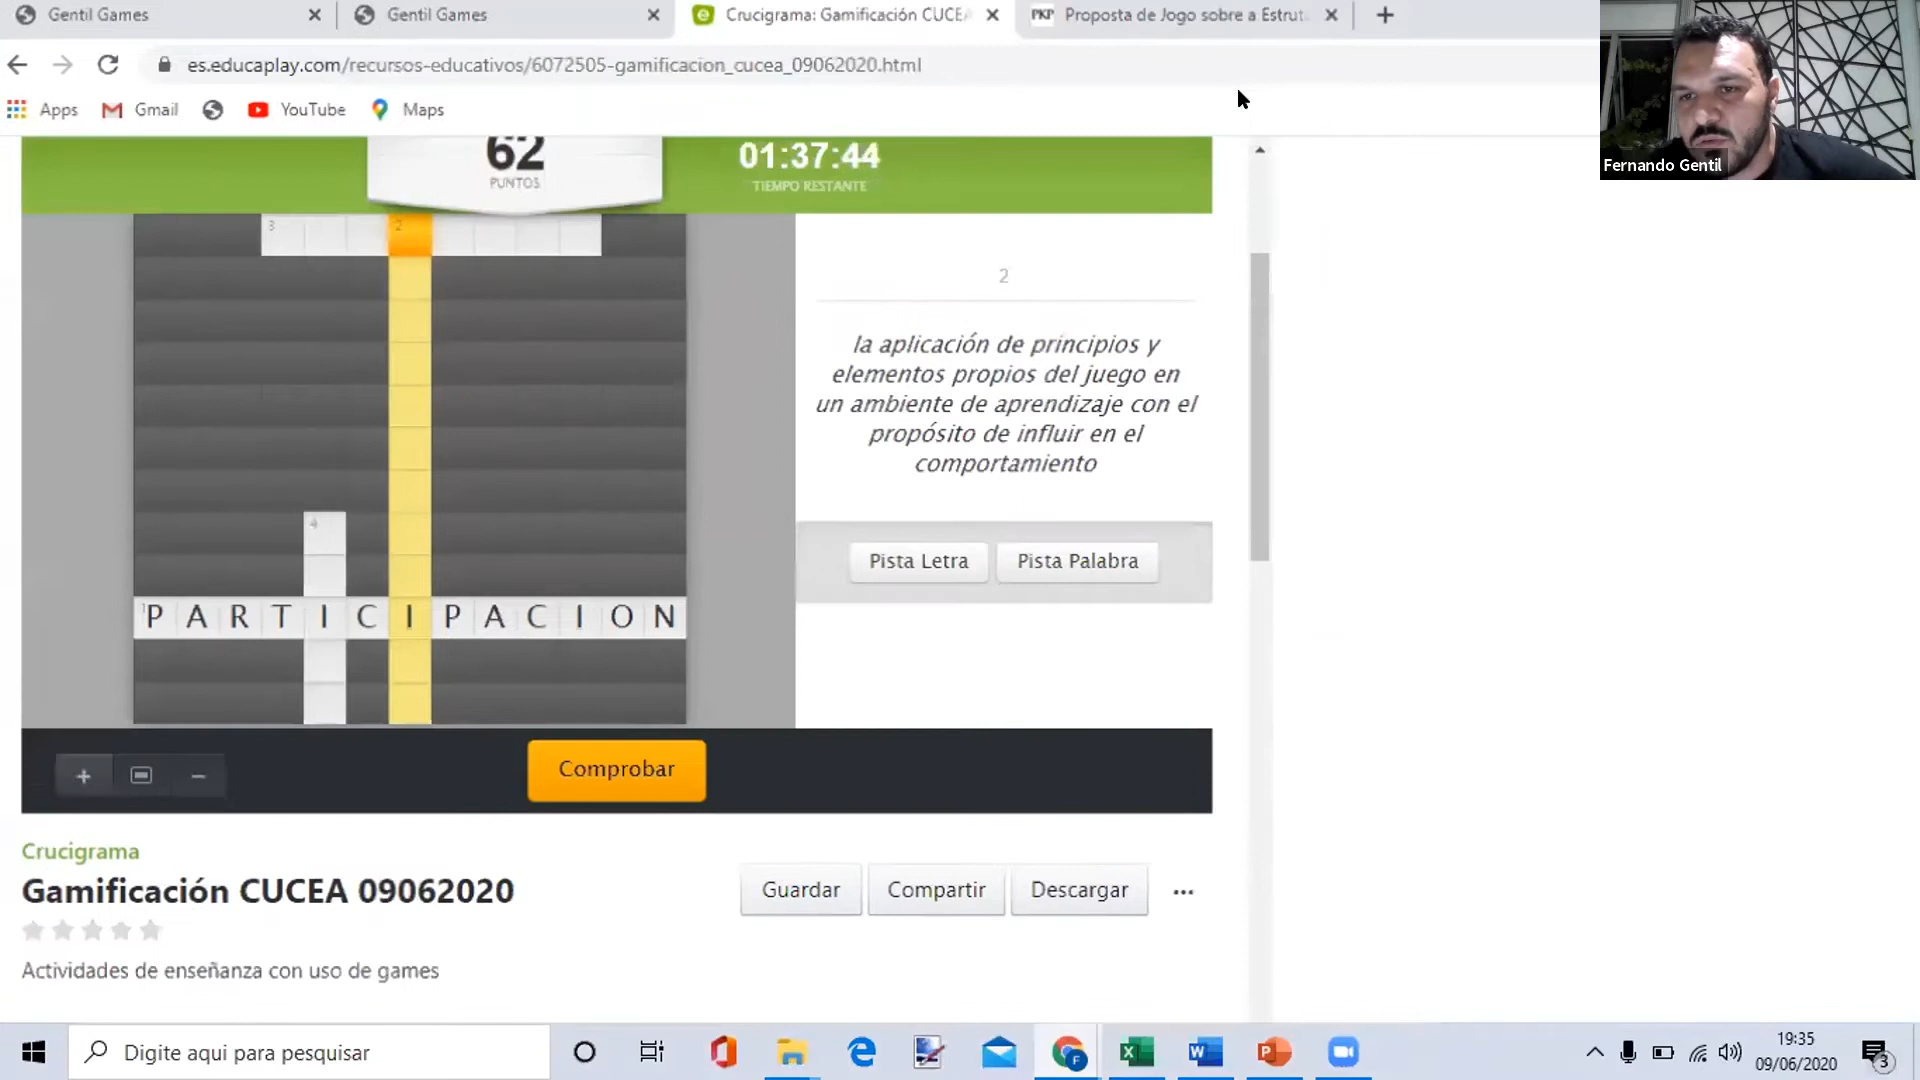 Gentil Games
Gentil Games
Crucigrama: Gamificación CUCEA
PKP Proposta de Jogo sobre a Estrut
es.educaplay.com/recursos-educativos/6072505-gamificacion_cucea_09062020.html
Apps
Gmail
YouTube
Maps
Fernando Gentil
62
PUNTOS
01:37:44
TIEMPO RESTANTE
3
2
2
la aplicación de principios y
elementos propios del juego en
un ambiente de aprendizaje con el
propósito de influir en el
comportamiento
4
Pista Letra
Pista Palabra
1
PARTICIPACION
Comprobar
Crucigrama
Gamificación CUCEA 09062020
Guardar
Compartir
Descargar
Actividades de enseñanza con uso de games
Digite aqui para pesquisar
19:35
09/06/2020
3